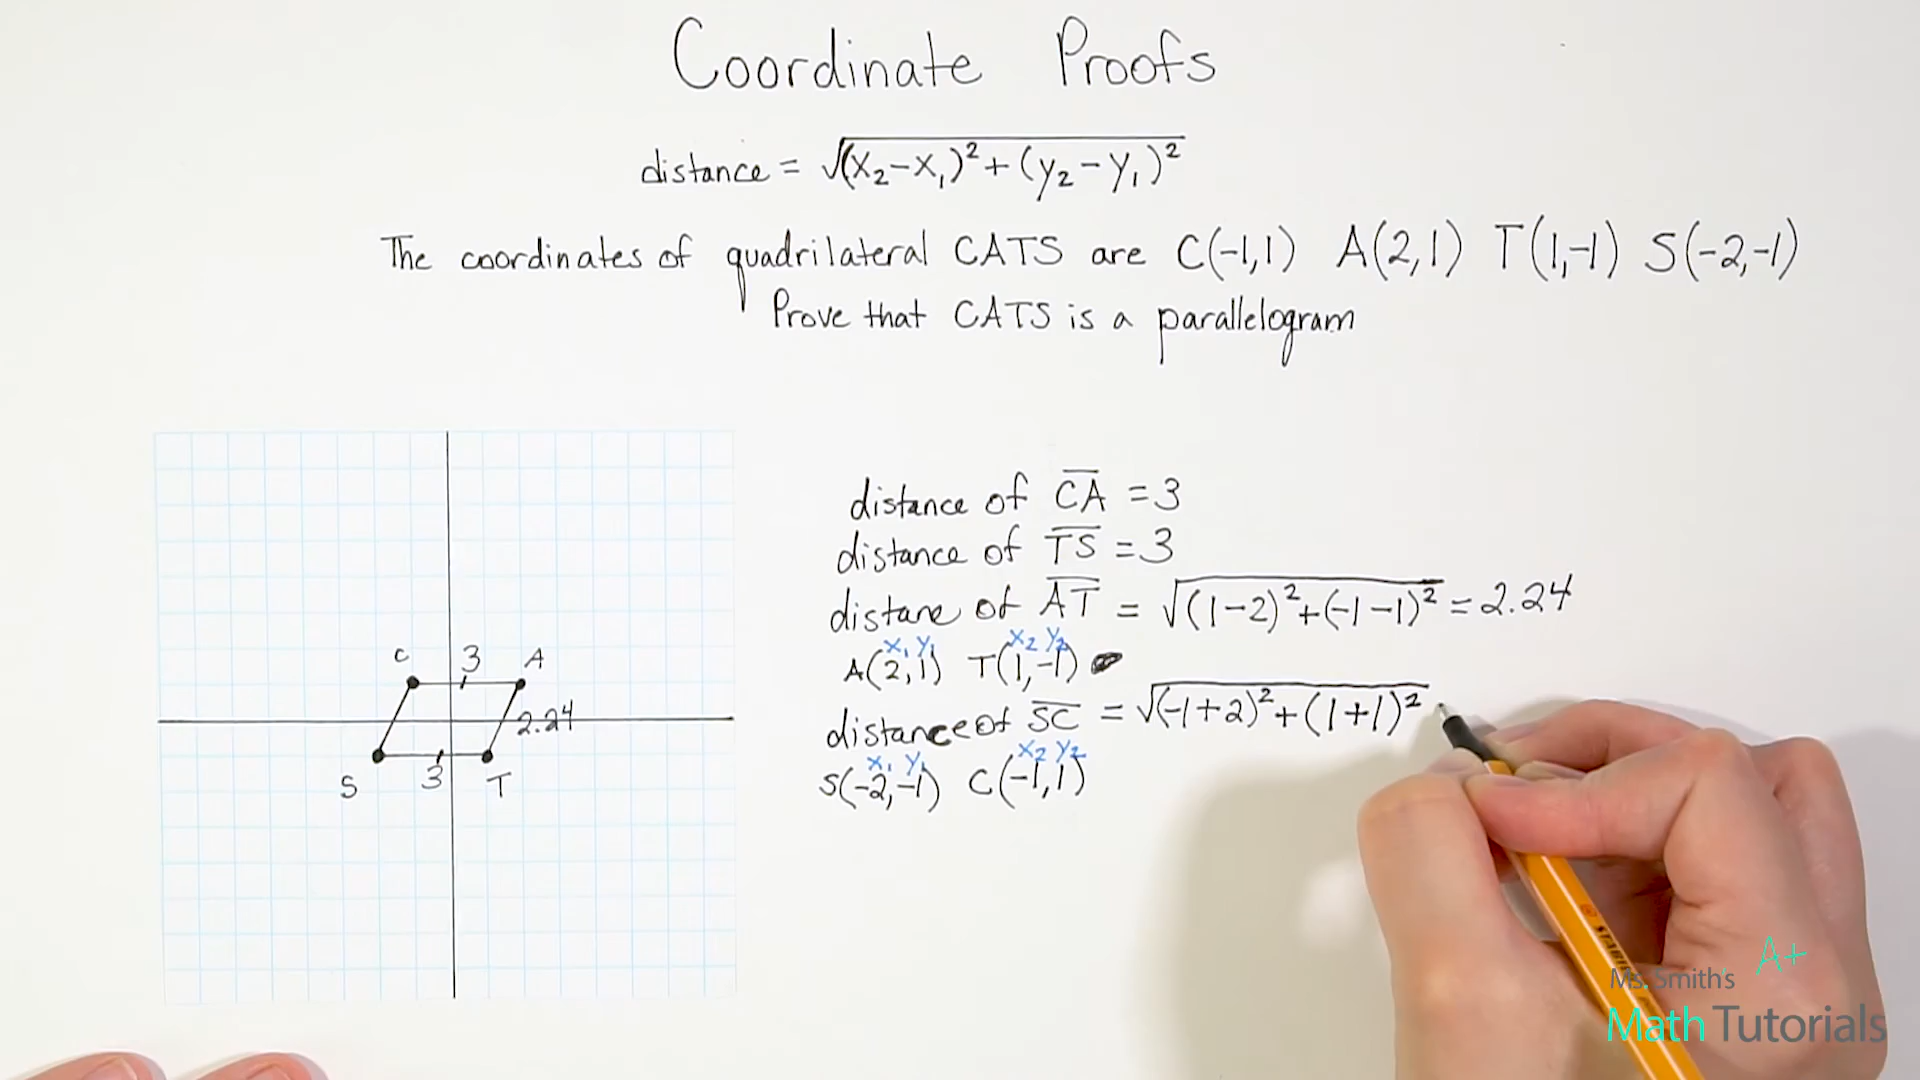 Coordinate Proofs
distance = √(x₂-x₁)²+(y₂-y₁)²
The coordinates of quadrilateral CATS are C(-1,1) A(2,1) T(1,-1) S(-2,-1)
Prove that CATS is a parallelogram
C 3 A
2.24
S 3 T
distance of CA = 3
distance of TS = 3
distane of AT = √(1-2)²+(-1-1)² = 2.24
x₁ y₁ x₂ y₂
A(2,1) T(1,-1)
distance of SC = √(-1+2)²+(1+1)²
x₁ y₁ x₂ y₂
S(-2,-1) C(-1,1)
A+
Ms. Smith's
Math Tutorials